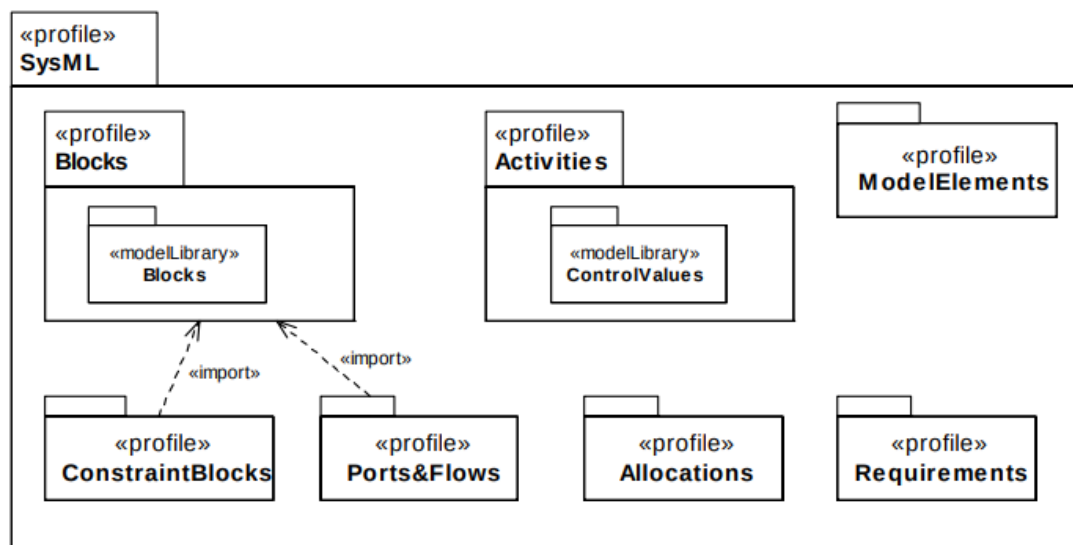 «profile»
SysML
«profile»
Blocks
«modelLibrary»
Blocks
«profile»
Activities
«modelLibrary»
ControlValues
«profile»
ModelElements
«import»
«import»
«profile»
ConstraintBlocks
«profile»
Ports&Flows
«profile»
Allocations
«profile»
Requirements